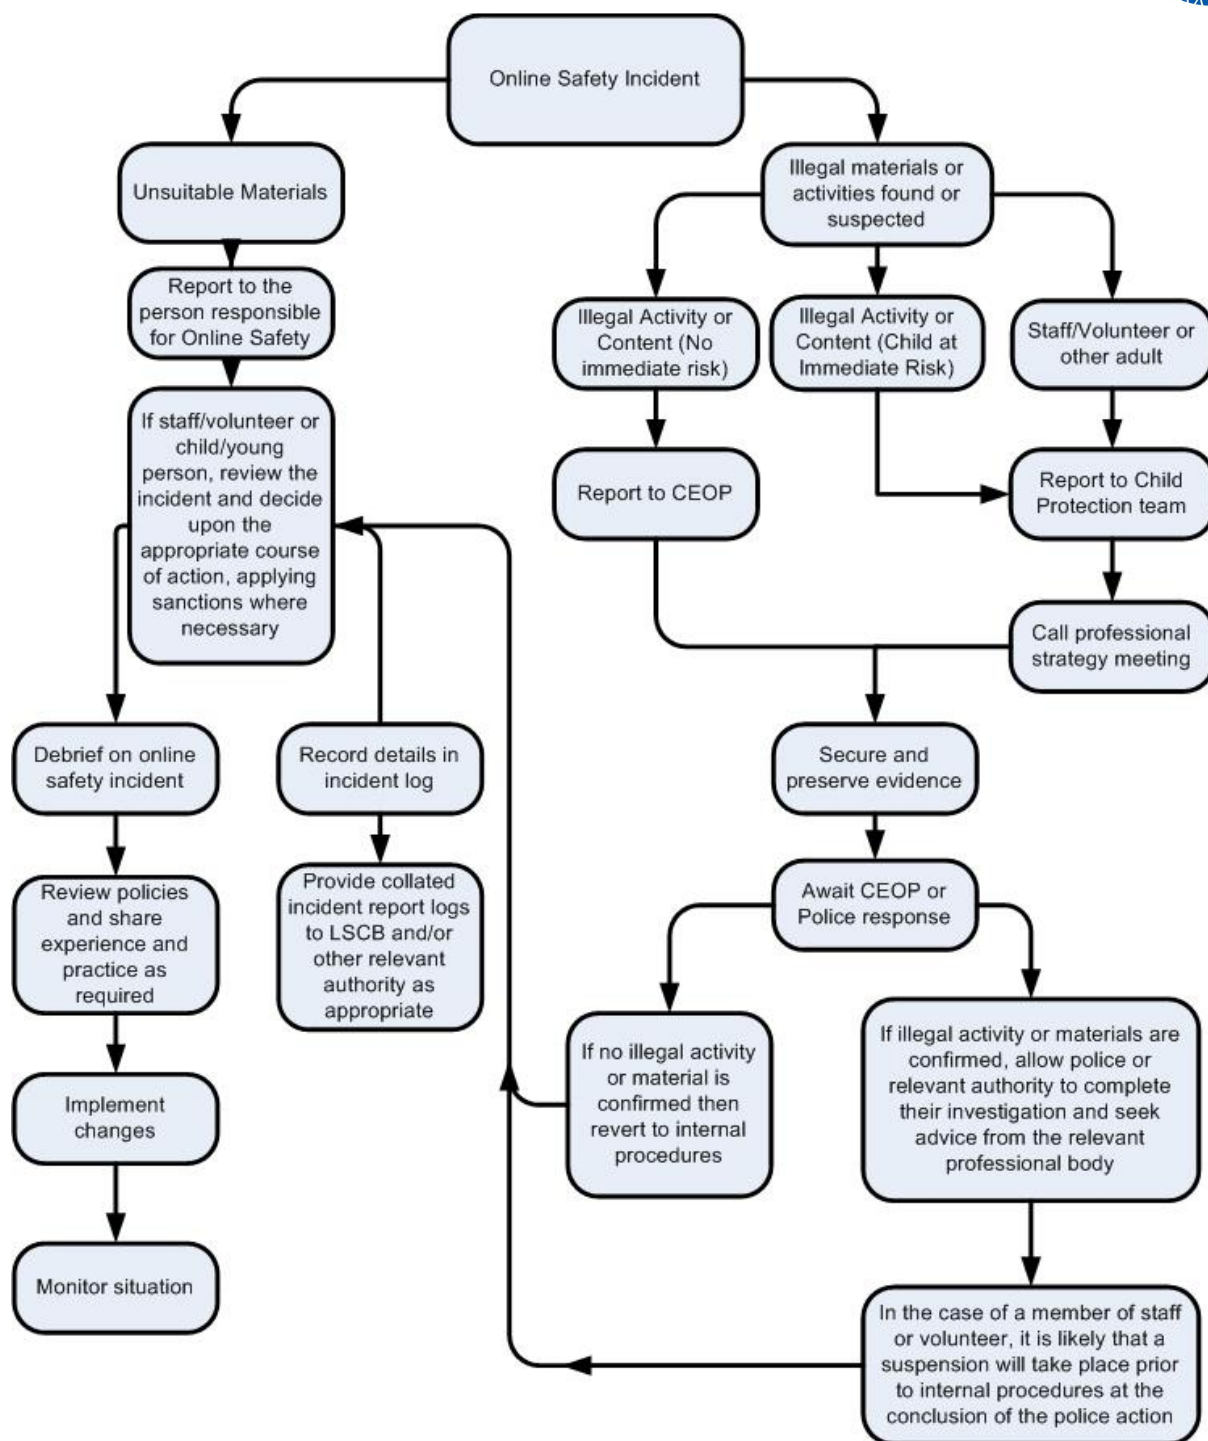 Online Safety Incident
Unsuitable Materials
Report to the
person responsible
for Online Safety
If staff/volunteer or
child/young
person, review the
incident and decide
upon the
appropriate course
of action, applying
sanctions where
necessary
Debrief on online
safety incident
Review policies
and share
experience and
practice as
required
Implement
changes
Monitor situation
Record details in
incident log
Provide collated
incident report logs
to LSCB and/or
other relevant
authority as
appropriate
Illegal materials or
activities found or
suspected
Illegal Activity or
Content (No
immediate risk)
Illegal Activity or
Content (Child at
Immediate Risk)
Staff/Volunteer or
other adult
Report to CEOP
Report to Child
Protection team
Call professional
strategy meeting
Secure and
preserve evidence
Await CEOP or
Police response
If no illegal activity
or material is
confirmed then
revert to internal
procedures
If illegal activity or materials are
confirmed, allow police or
relevant authority to complete
their investigation and seek
advice from the relevant
professional body
In the case of a member of staff
or volunteer, it is likely that a
suspension will take place prior
to internal procedures at the
conclusion of the police action